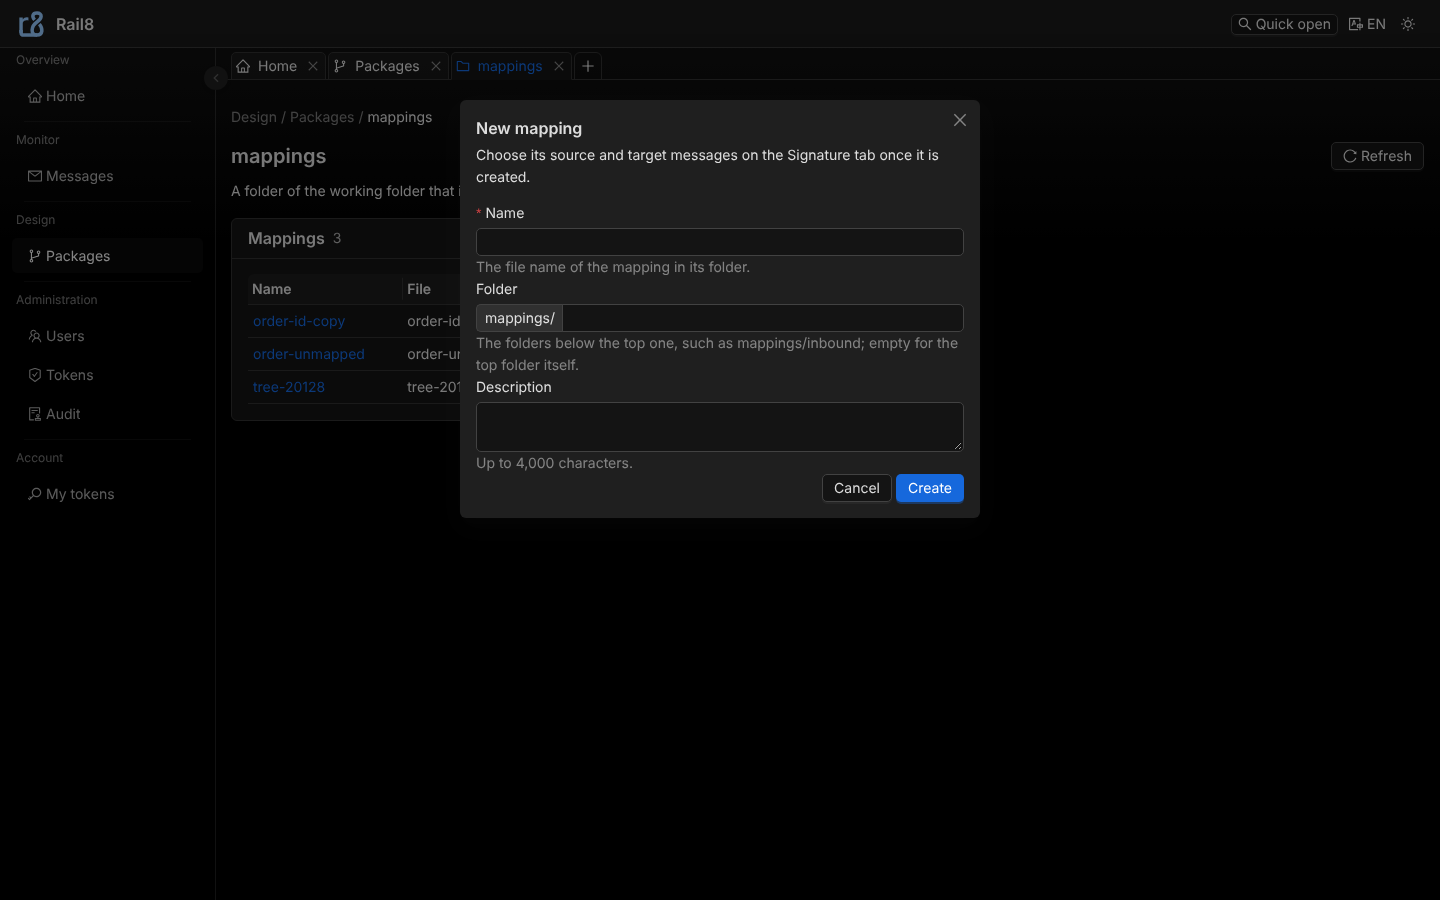 r8 Rail8
Quick open
EN
Overview
Home
Monitor
Messages
Design
Packages
Administration
Users
Tokens
Audit
Account
My tokens
Home
Packages
mappings
Design / Packages / mappings
mappings
Refresh
A folder of the working folder that
Mappings 3
Name File
order-id-copy order-id
order-unmapped order-un
tree-20128 tree-201
New mapping
Choose its source and target messages on the Signature tab once it is
created.
* Name
The file name of the mapping in its folder.
Folder
mappings/
The folders below the top one, such as mappings/inbound; empty for the
top folder itself.
Description
Up to 4,000 characters.
Cancel
Create